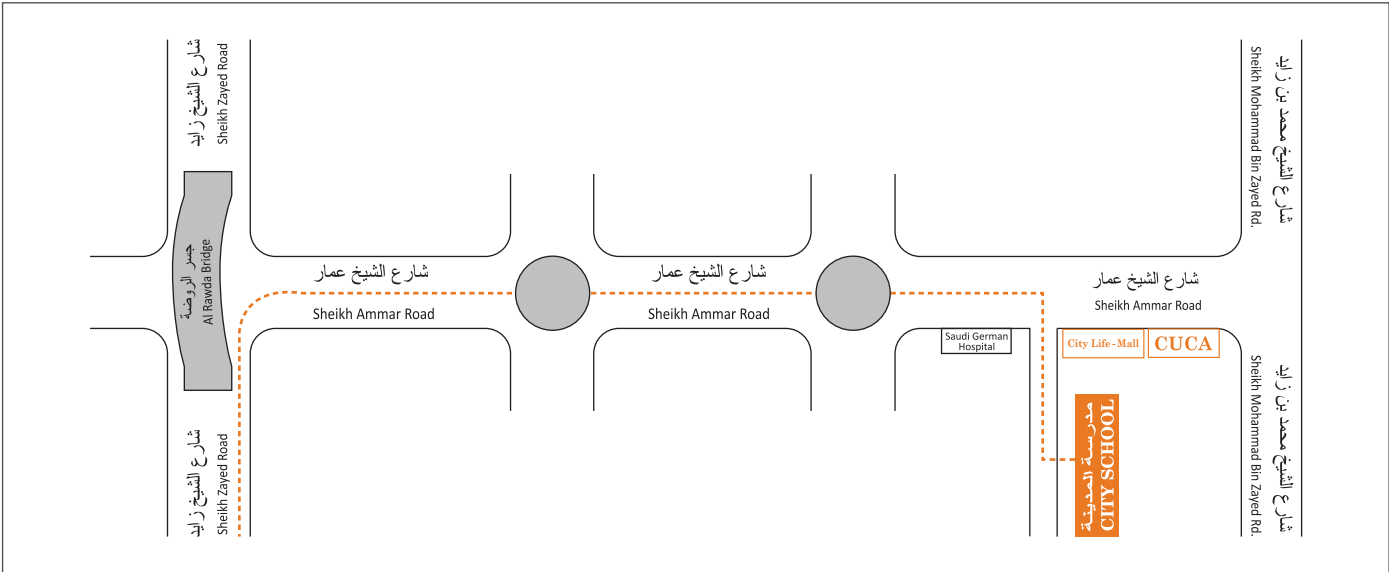 شارع الشيخ زايد
Sheikh Zayed Road
جسر الروضة
Al Rawda Bridge
شارع الشيخ زايد
Sheikh Zayed Road
شارع الشيخ عمار
Sheikh Ammar Road
شارع الشيخ عمار
Sheikh Ammar Road
شارع الشيخ عمار
Sheikh Ammar Road
Saudi German
Hospital
City Life-Mall
CUCA
مدرسة المدينة
CITY SCHOOL
Sheikh Mohammad Bin Zayed Rd.
شارع الشيخ محمد بن زايد
Sheikh Mohammad Bin Zayed Rd.
شارع الشيخ محمد بن زايد